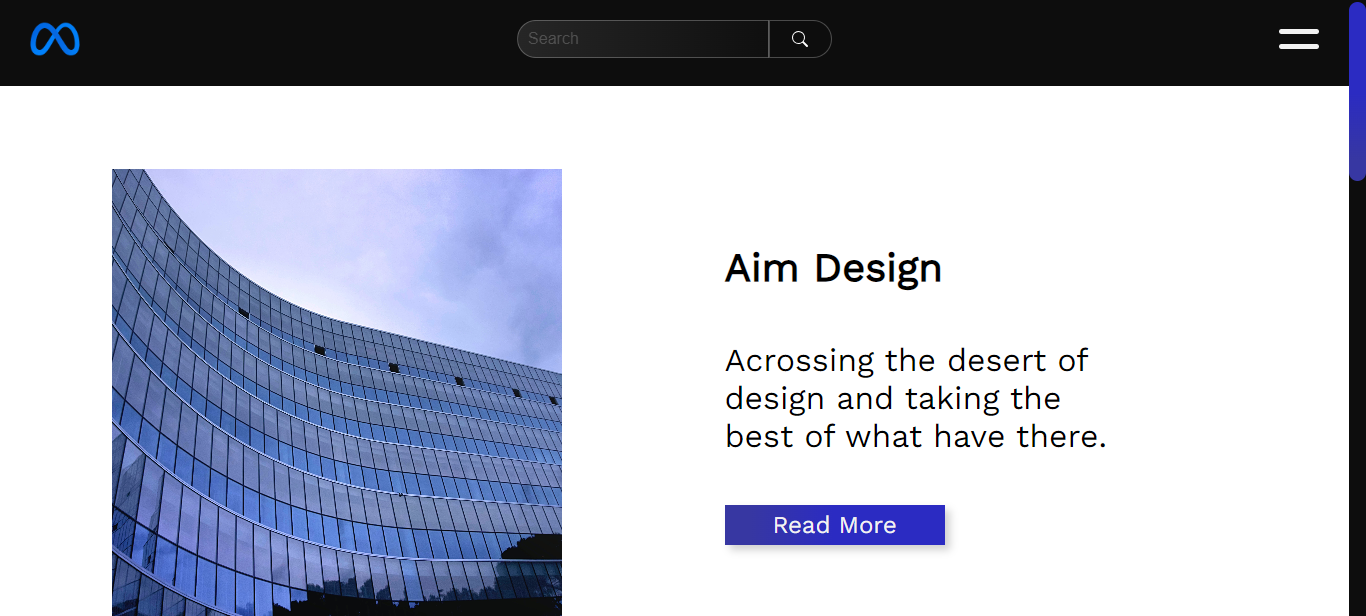 Search
Aim Design
Acrossing the desert of
design and taking the
best of what have there.
Read More